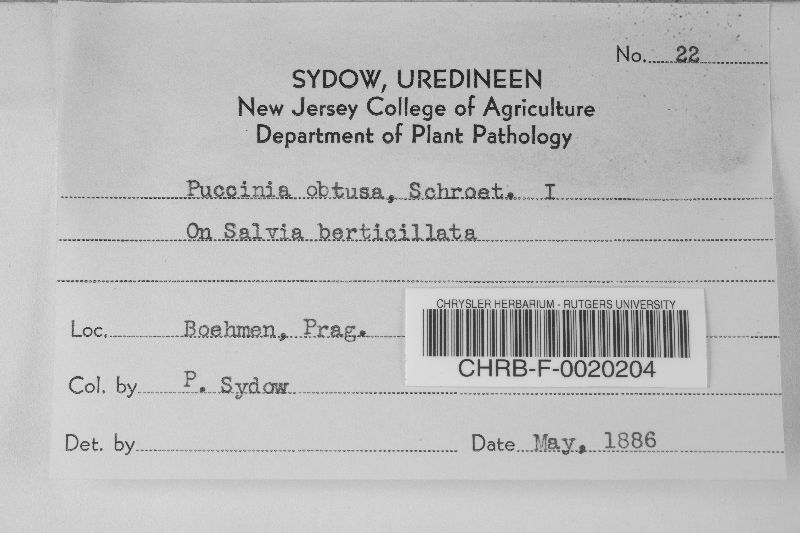 No. 22
SYDOW, UREDINEEN
New Jersey College of Agriculture
Department of Plant Pathology
Puccinia obtusa, Schroet. I
On Salvia berticillata
CHRYSLER HERBARIUM - RUTGERS UNIVERSITY
Loc. Boehmen, Prag.
CHRB-F-0020204
Col. by P. Sydow
Det. by Date May, 1886